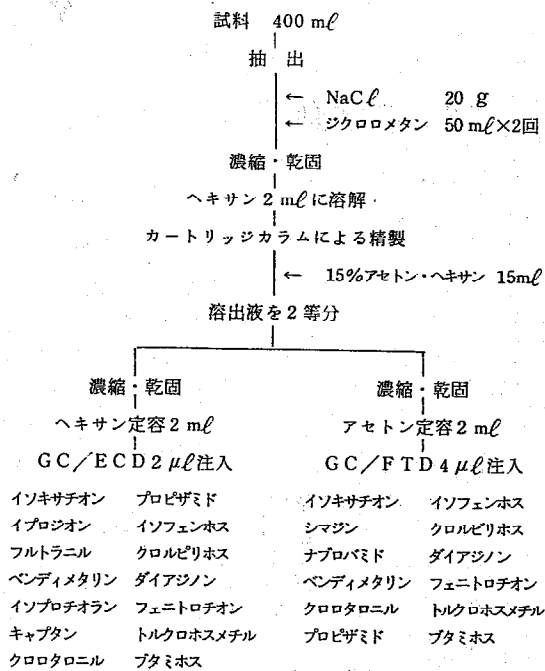 試料 400 mℓ
抽 出
← NaCℓ 20 g
← ジクロロメタン 50 mℓ×2回
濃縮・乾固
ヘキサン2 mℓに溶解
カートリッジカラムによる精製
← 15%アセトン・ヘキサン 15mℓ
溶出液を2等分
濃縮・乾固 濃縮・乾固
ヘキサン定容2 mℓ アセトン定容2 mℓ
GC/ECD2 μℓ注入 GC/FTD4 μℓ注入
イソキサチオン プロピザミド イソキサチオン イソフェンホス
イプロジオン イソフェンホス シマジン クロルピリホス
フルトラニル クロルピリホス ナプロパミド ダイアジノン
ペンディメタリン ダイアジノン ペンディメタリン フェニトロチオン
イソプロチオラン フェニトロチオン クロロタロニル トルクロホスメチル
キャプタン トルクロホスメチル プロピザミド ブタミホス
クロロタロニル ブタミホス